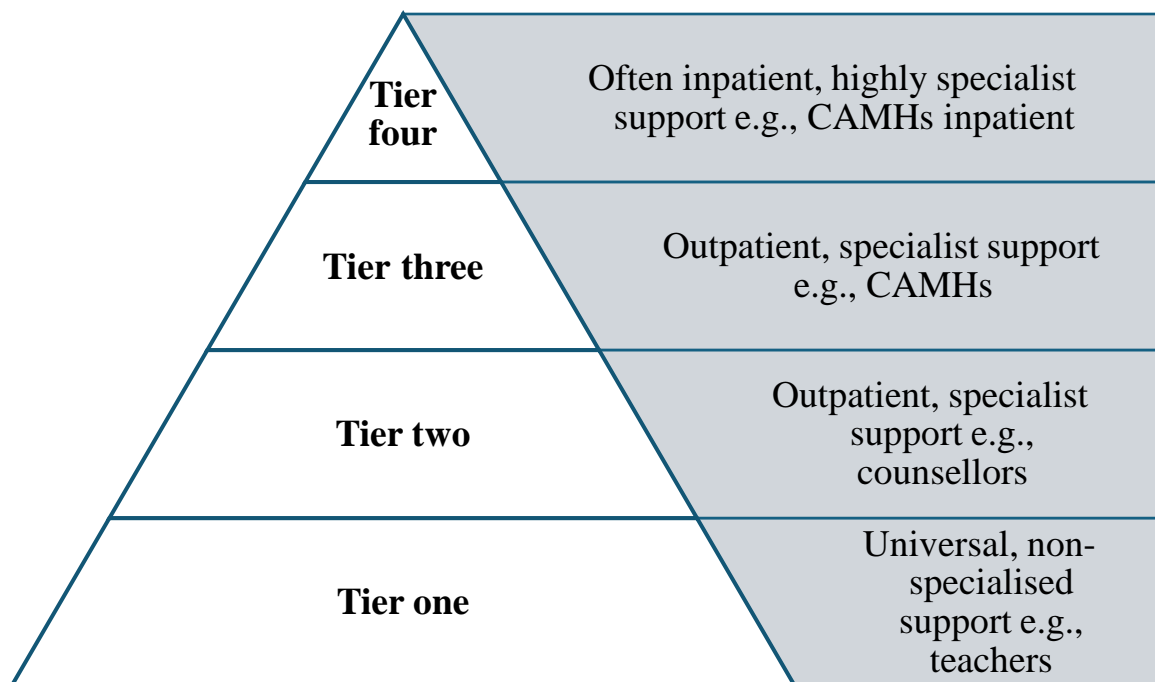 Tier
four
Often inpatient, highly specialist
support e.g., CAMHs inpatient
Tier three
Outpatient, specialist support
e.g., CAMHs
Tier two
Outpatient, specialist
support e.g.,
counsellors
Tier one
Universal, non-
specialised
support e.g.,
teachers